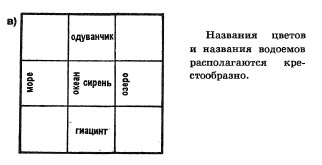 в)
одуванчик
море
океан
сирень
озеро
гиацинт
Названия цветов
и названия водоемов
располагаются кре-
стообразно.